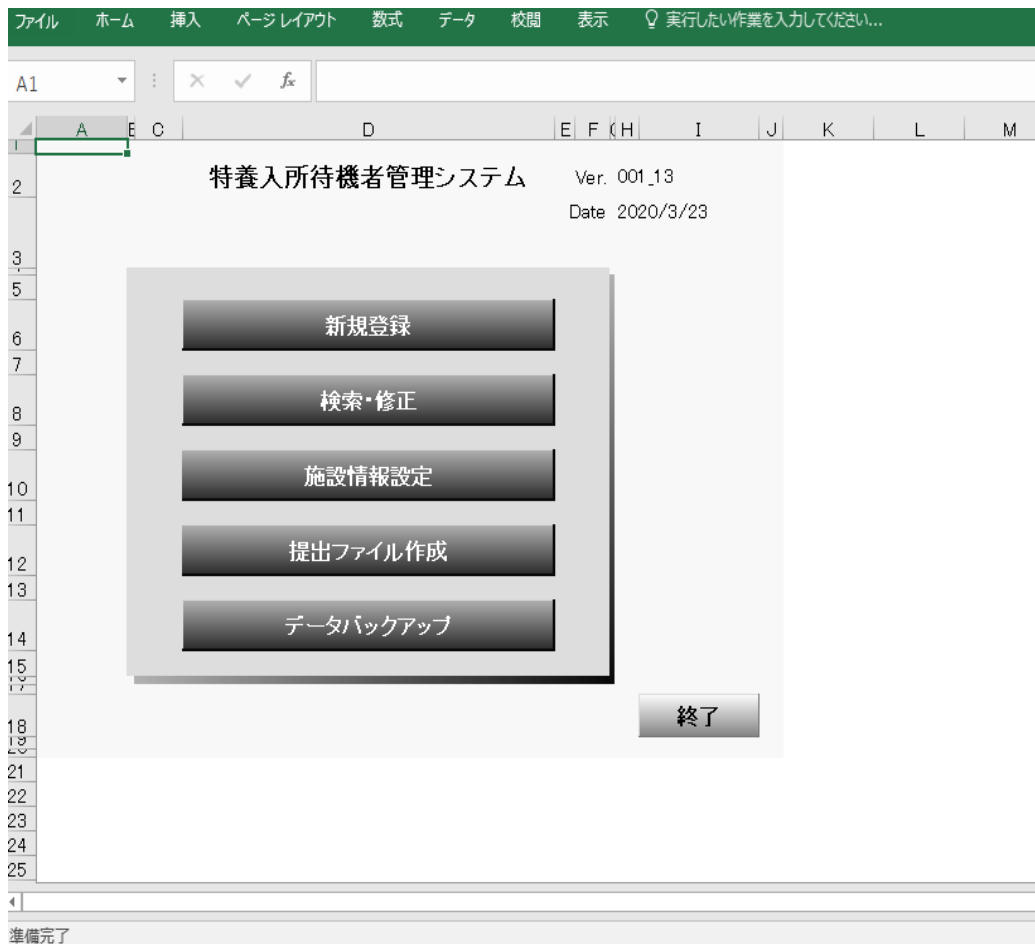 ファイル ホーム 挿入 ページ レイアウト 数式 データ 校閲 表示 実行したい作業を入力してください...
A1 fx
A C D E F H I J K L M
2 特養入所待機者管理システム Ver. 001_13
Date 2020/3/23
3
5
6 新規登録
7
8 検索・修正
9
10 施設情報設定
11
12 提出ファイル作成
13
14 データバックアップ
15
18 終了
19
21
22
23
24
25
準備完了